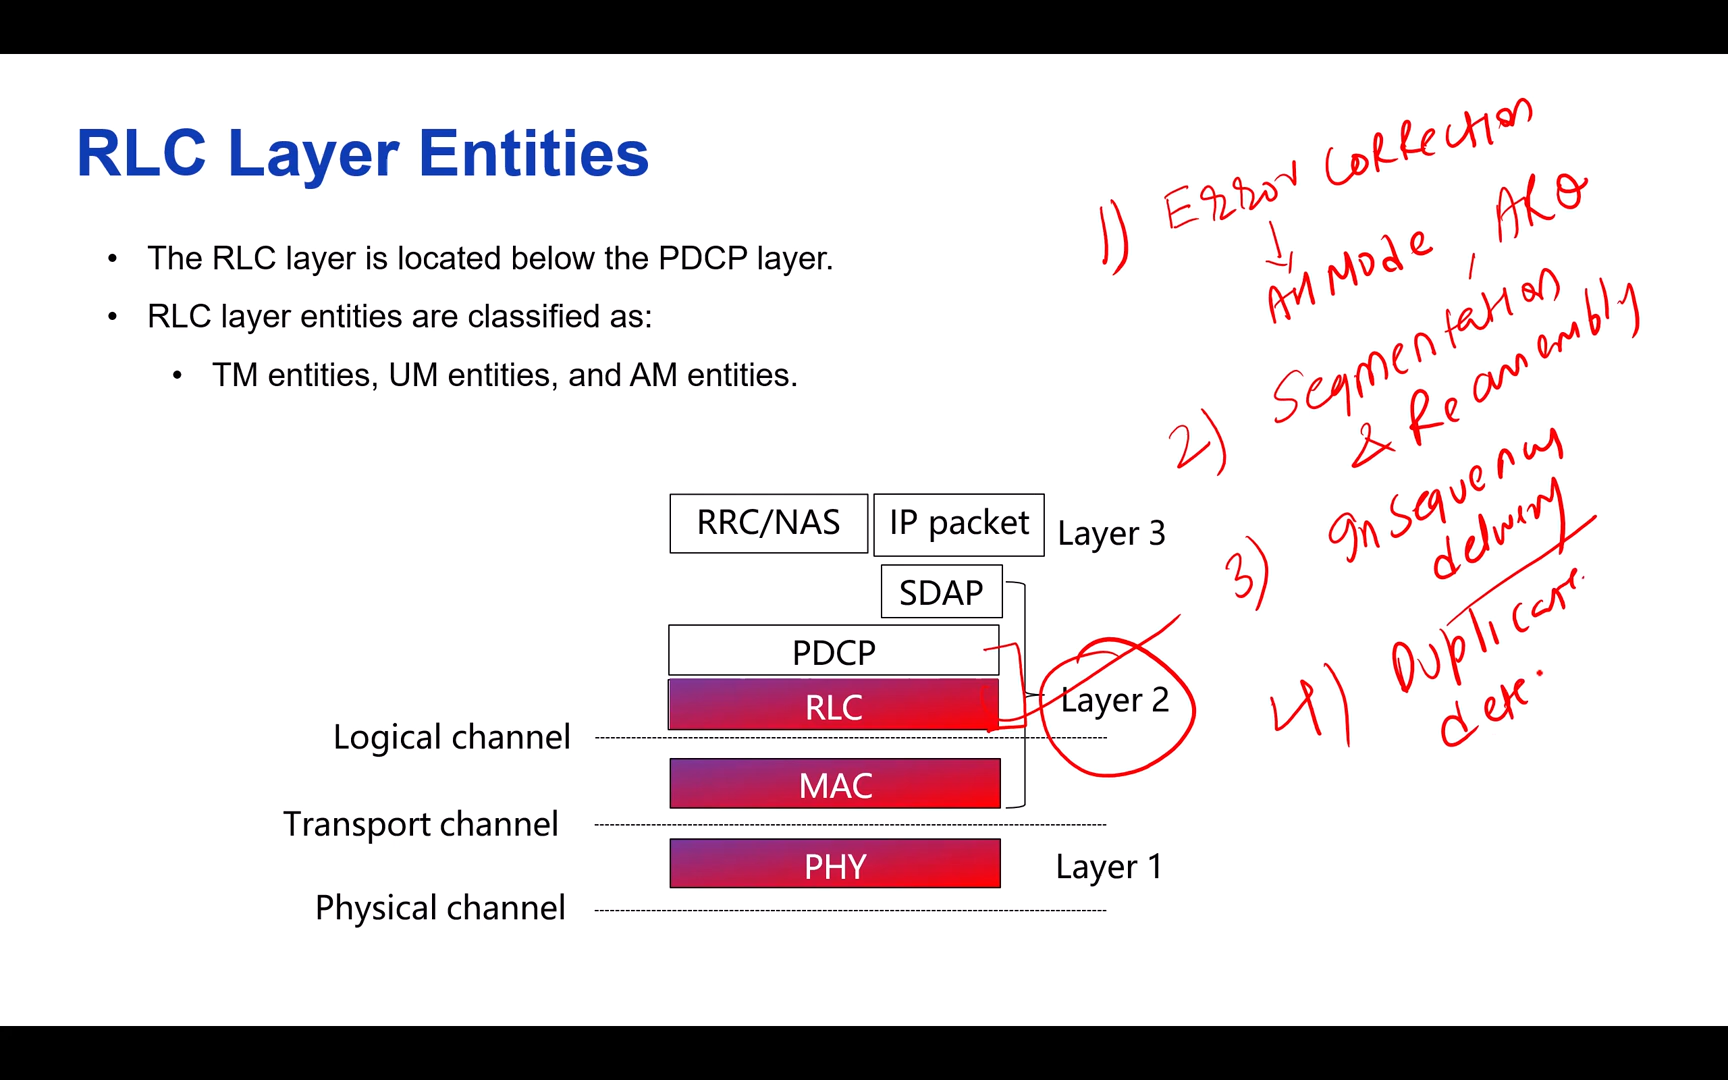 RLC Layer Entities
• The RLC layer is located below the PDCP layer.
• RLC layer entities are classified as:
• TM entities, UM entities, and AM entities.
RRC/NAS IP packet Layer 3
SDAP
PDCP
RLC Layer 2
Logical channel
MAC
Transport channel
PHY Layer 1
Physical channel
1) Error Correction
AM Mode, ARQ
2) Segmentation
& Reassembly
3) In Sequence
delivery
4) Duplicate
dete.